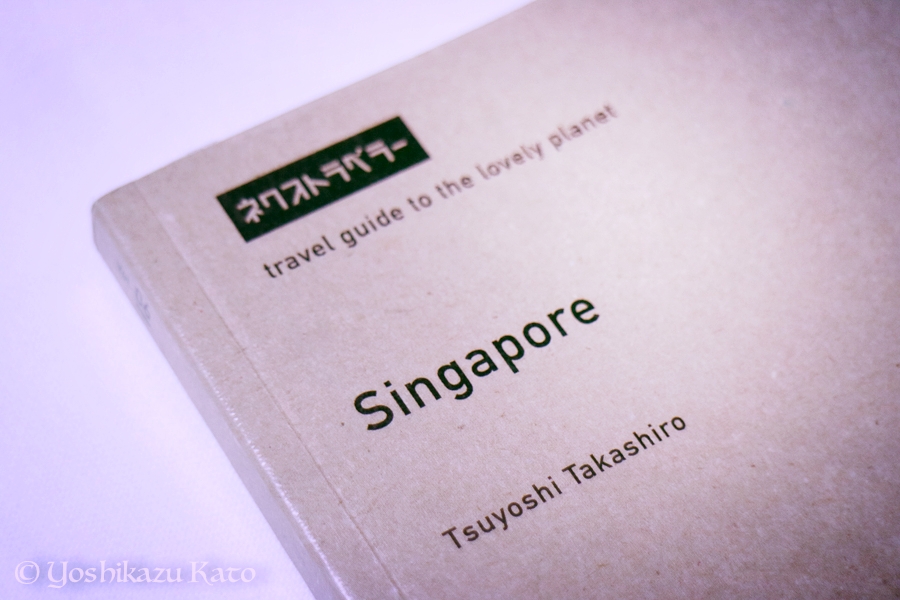 ネクストラベラー
travel guide to the lovely planet
Singapore
Tsuyoshi Takashiro
© Yoshikazu Kato